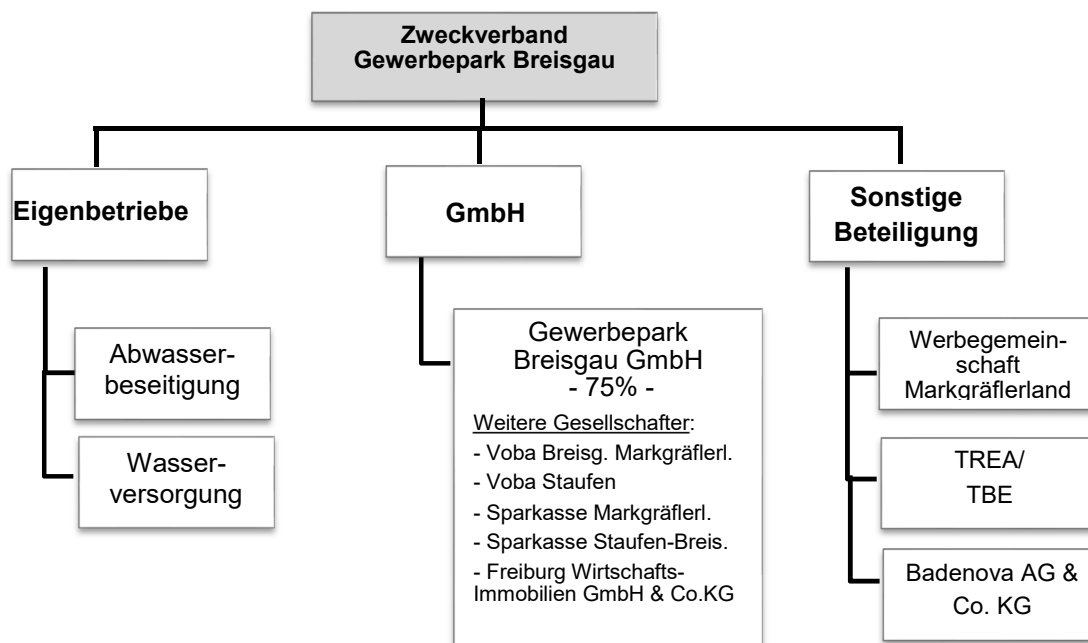 Zweckverband
Gewerbepark Breisgau
Eigenbetriebe
Abwasser-
beseitigung
Wasser-
versorgung
GmbH
Gewerbepark
Breisgau GmbH
- 75% -
Weitere Gesellschafter:
- Voba Breisg. Markgräflerl.
- Voba Staufen
- Sparkasse Markgräflerl.
- Sparkasse Staufen-Breis.
- Freiburg Wirtschafts-
Immobilien GmbH & Co.KG
Sonstige
Beteiligung
Werbegemein-
schaft
Markgräflerland
TREA/
TBE
Badenova AG &
Co. KG